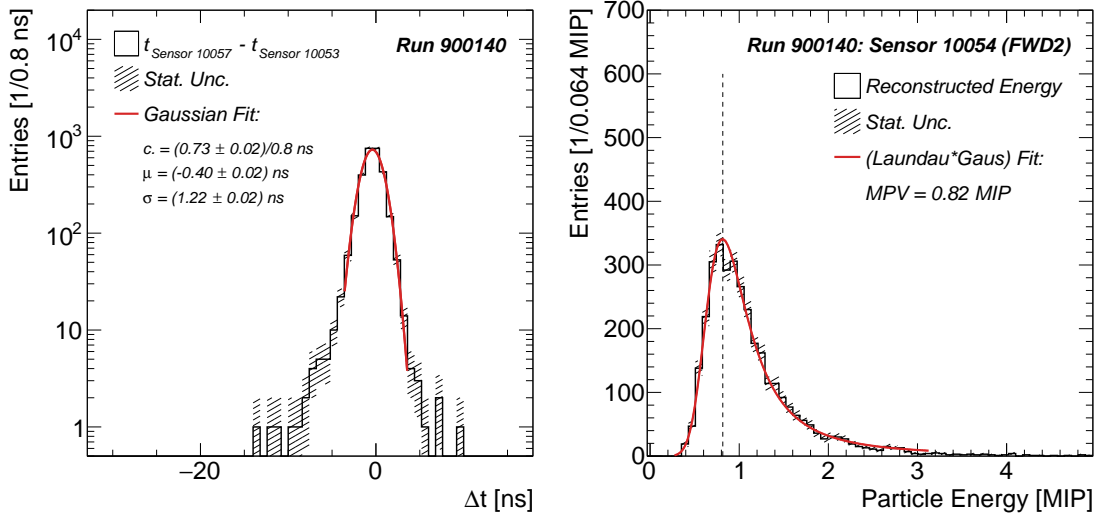 Entries [1/0.8 ns]
10⁴
10³
10²
10
1
t_Sensor 10057 - t_Sensor 10053
Run 900140
Stat. Unc.
Gaussian Fit:
c. = (0.73 ± 0.02)/0.8 ns
μ = (-0.40 ± 0.02) ns
σ = (1.22 ± 0.02) ns
−20
0
Δt [ns]
Entries [1/0.064 MIP]
700
600
500
400
300
200
100
0
Run 900140: Sensor 10054 (FWD2)
Reconstructed Energy
Stat. Unc.
(Laundau*Gaus) Fit:
MPV = 0.82 MIP
0
1
2
3
4
Particle Energy [MIP]